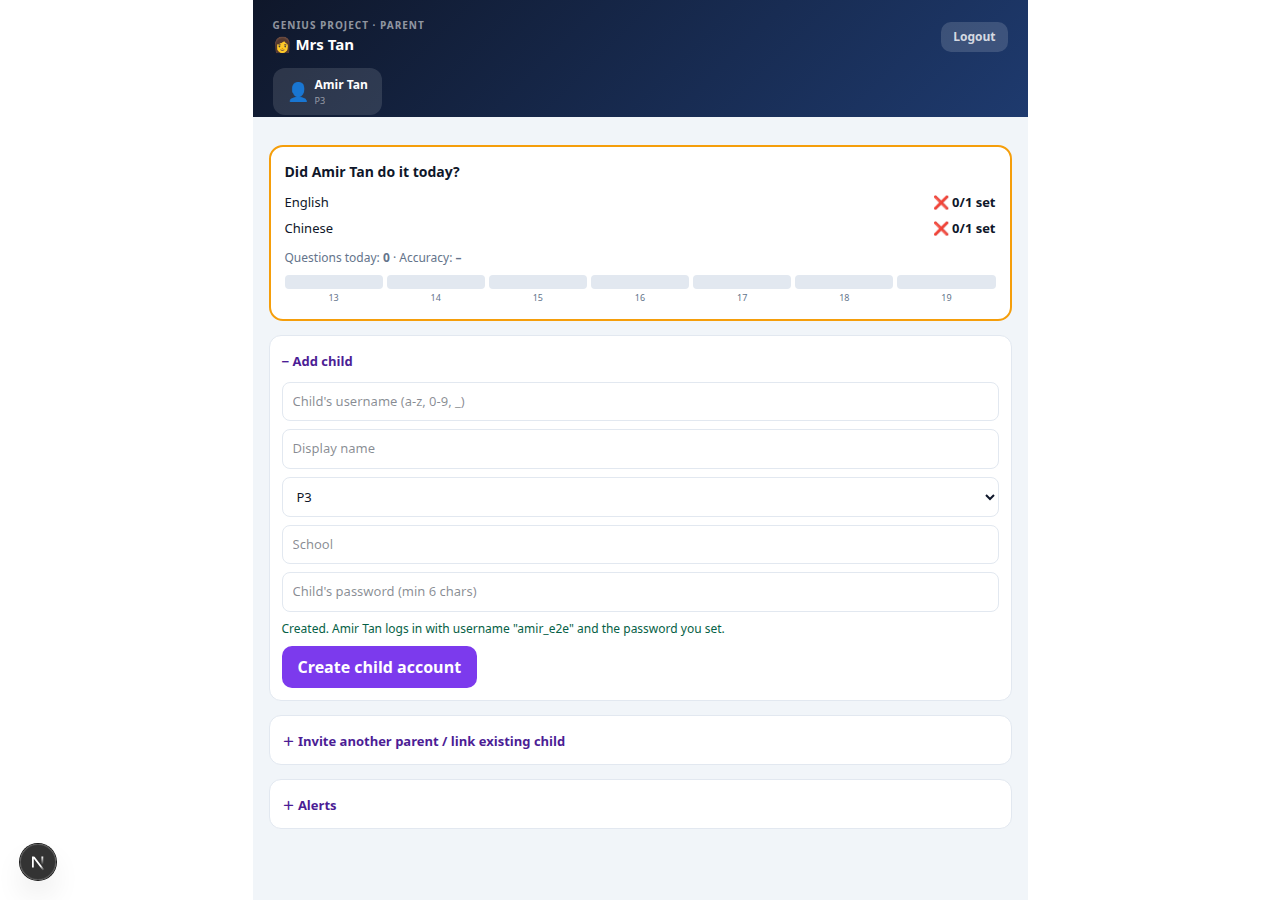 GENIUS PROJECT · PARENT
👩 Mrs Tan
Logout
👤 Amir Tan
P3
Did Amir Tan do it today?
English ❌ 0/1 set
Chinese ❌ 0/1 set
Questions today: 0 · Accuracy: –
13 14 15 16 17 18 19
− Add child
Child's username (a-z, 0-9, _)
Display name
P3
School
Child's password (min 6 chars)
Created. Amir Tan logs in with username "amir_e2e" and the password you set.
Create child account
+ Invite another parent / link existing child
+ Alerts
N